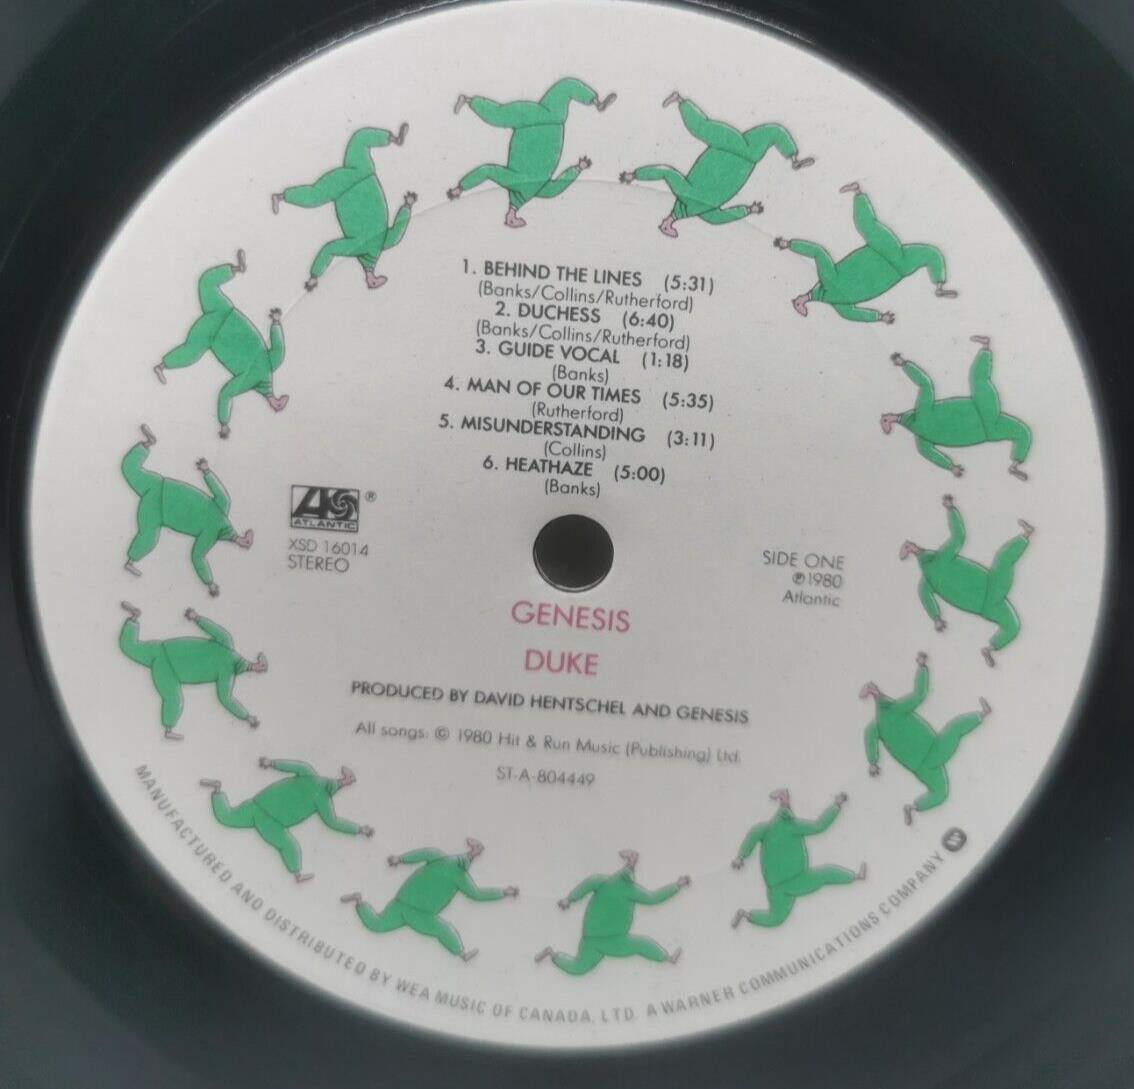 1. BEHIND THE LINES (5:31)
(Banks/Collins/Rutherford)
2. DUCHESS (6:40)
(Banks/Collins/Rutherford)
3. GUIDE VOCAL (1:18)
(Banks)
4. MAN OF OUR TIMES (5:35)
(Rutherford)
5. MISUNDERSTANDING (3:11)
(Collins)
6. HEATHAZE (5:00)
(Banks)
ATLANTIC ®
XSD 16014
STEREO
SIDE ONE
℗1980
Atlantic
GENESIS
DUKE
PRODUCED BY DAVID HENTSCHEL AND GENESIS
All songs: © 1980 Hit & Run Music (Publishing) Ltd.
ST-A-804449
MANUFACTURED AND DISTRIBUTED BY WEA MUSIC OF CANADA, LTD. A WARNER COMMUNICATIONS COMPANY